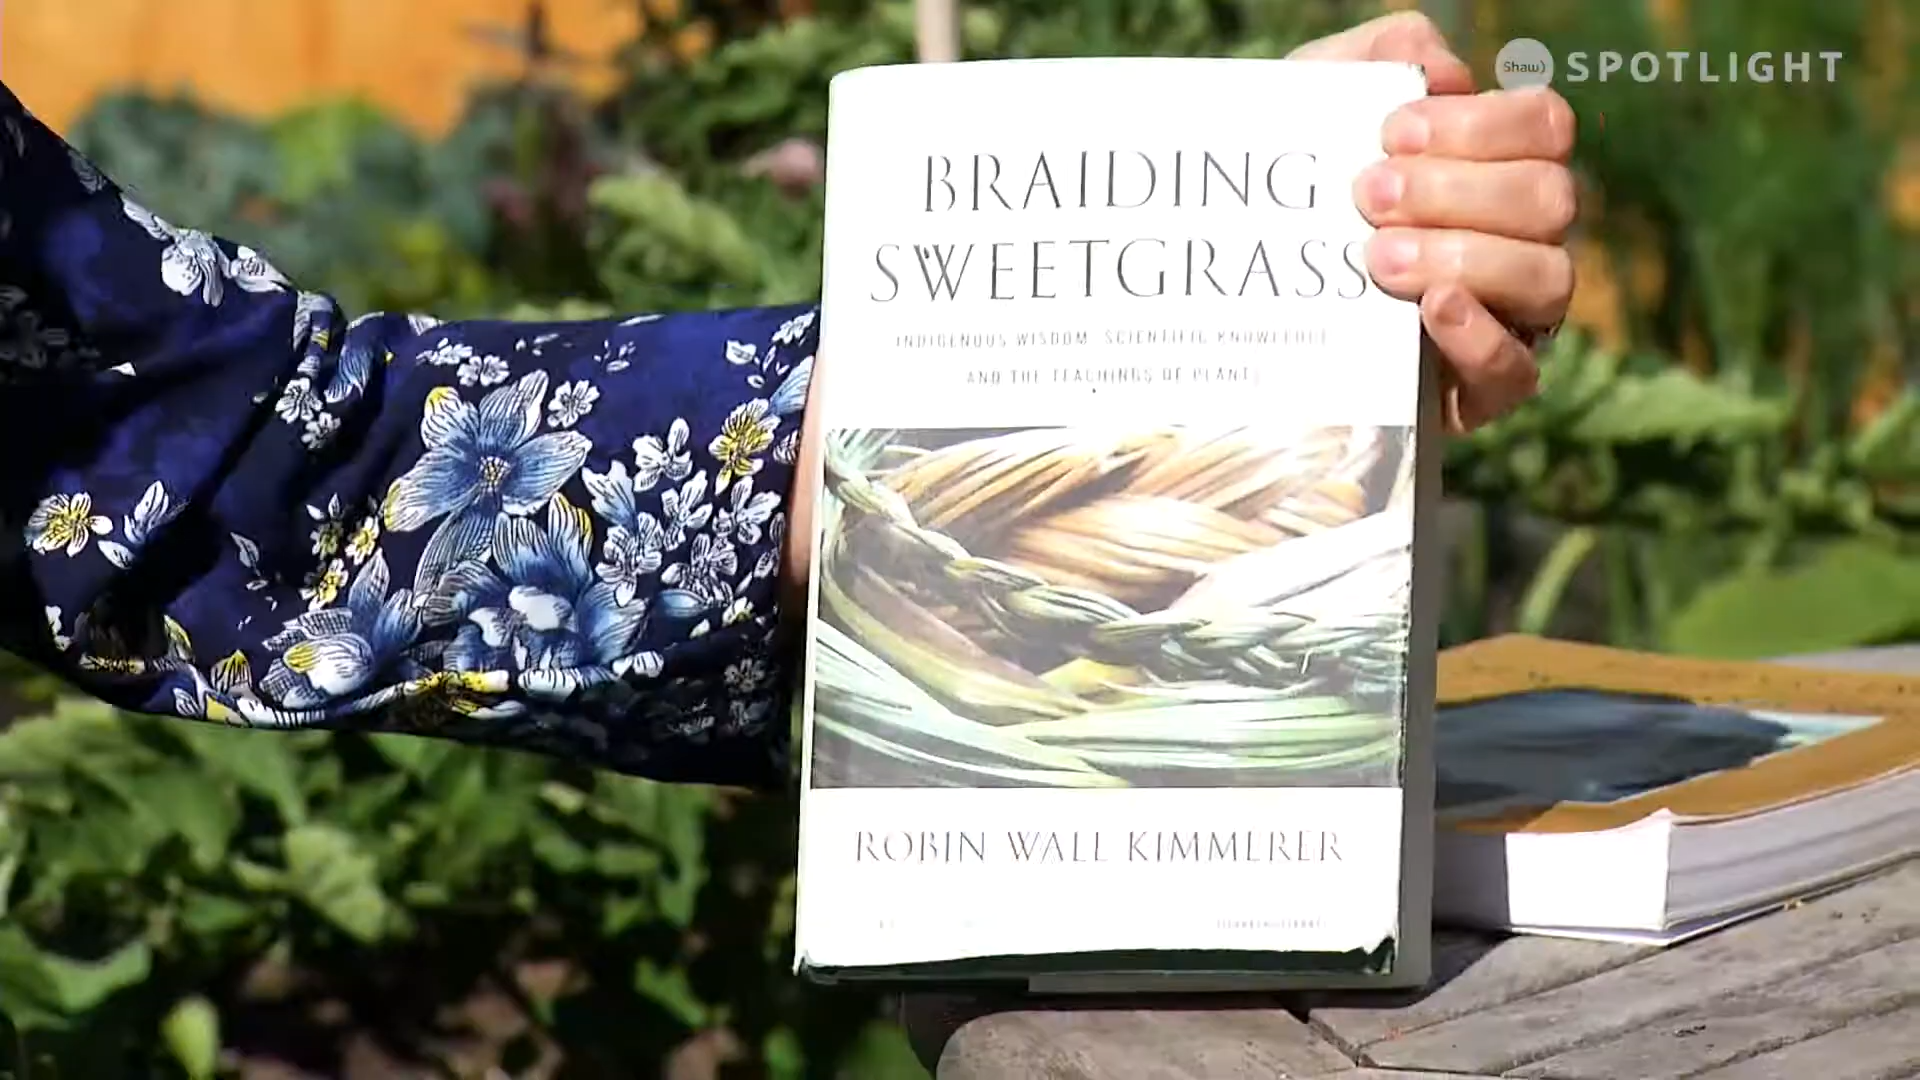 Shaw) SPOTLIGHT
BRAIDING
SWEETGRASS
INDIGENOUS WISDOM, SCIENTIFIC KNOWLEDGE
AND THE TEACHINGS OF PLANTS
ROBIN WALL KIMMERER